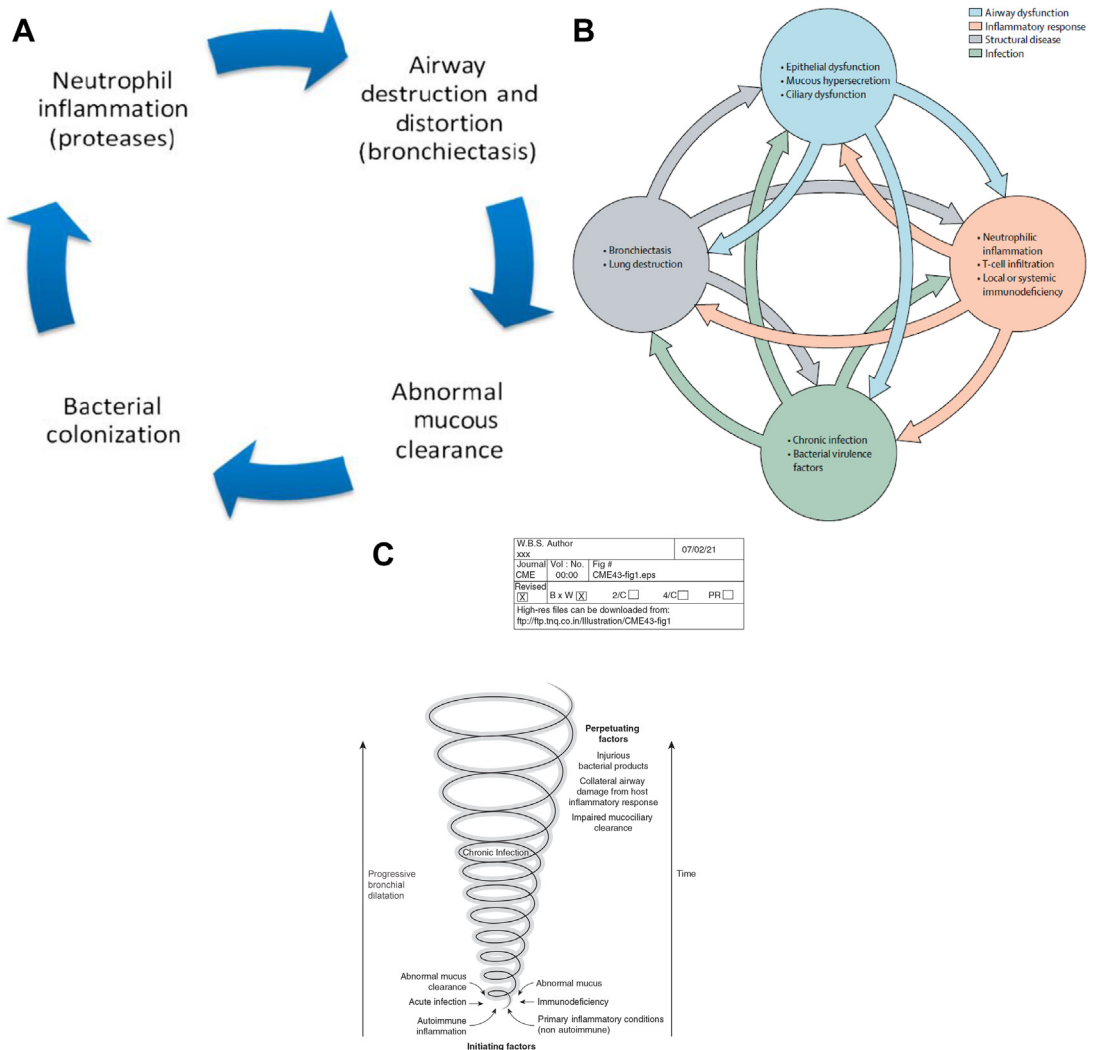 A
Neutrophil
inflammation
(proteases)
Airway
destruction and
distortion
(bronchiectasis)
Abnormal
mucous
clearance
Bacterial
colonization
B
Airway dysfunction
Inflammatory response
Structural disease
Infection
• Epithelial dysfunction
• Mucous hypersecretiom
• Ciliary dysfunction
• Bronchiectasis
• Lung destruction
• Neutrophilic
inflammation
• T-cell infiltration
• Local or systemic
immunodeficiency
• Chronic infection
• Bacterial virulence
factors
C
W.B.S. Author
xxx
07/02/21
Journal
CME
Vol : No.
00:00
Fig #
CME43-fig1.eps
Revised
X
B x W X
2/C
4/C
PR
High-res files can be downloaded from:
ftp://ftp.tnq.co.in/Illustration/CME43-fig1
Perpetuating
factors
Injurious
bacterial products
Collateral airway
damage from host
inflammatory response
Impaired mucociliary
clearance
Chronic Infection
Progressive
bronchial
dilatation
Time
Abnormal mucus
clearance
Acute infection
Autoimmune
inflammation
Abnormal mucus
Immunodeficiency
Primary inflammatory conditions
(non autoimmune)
Initiating factors